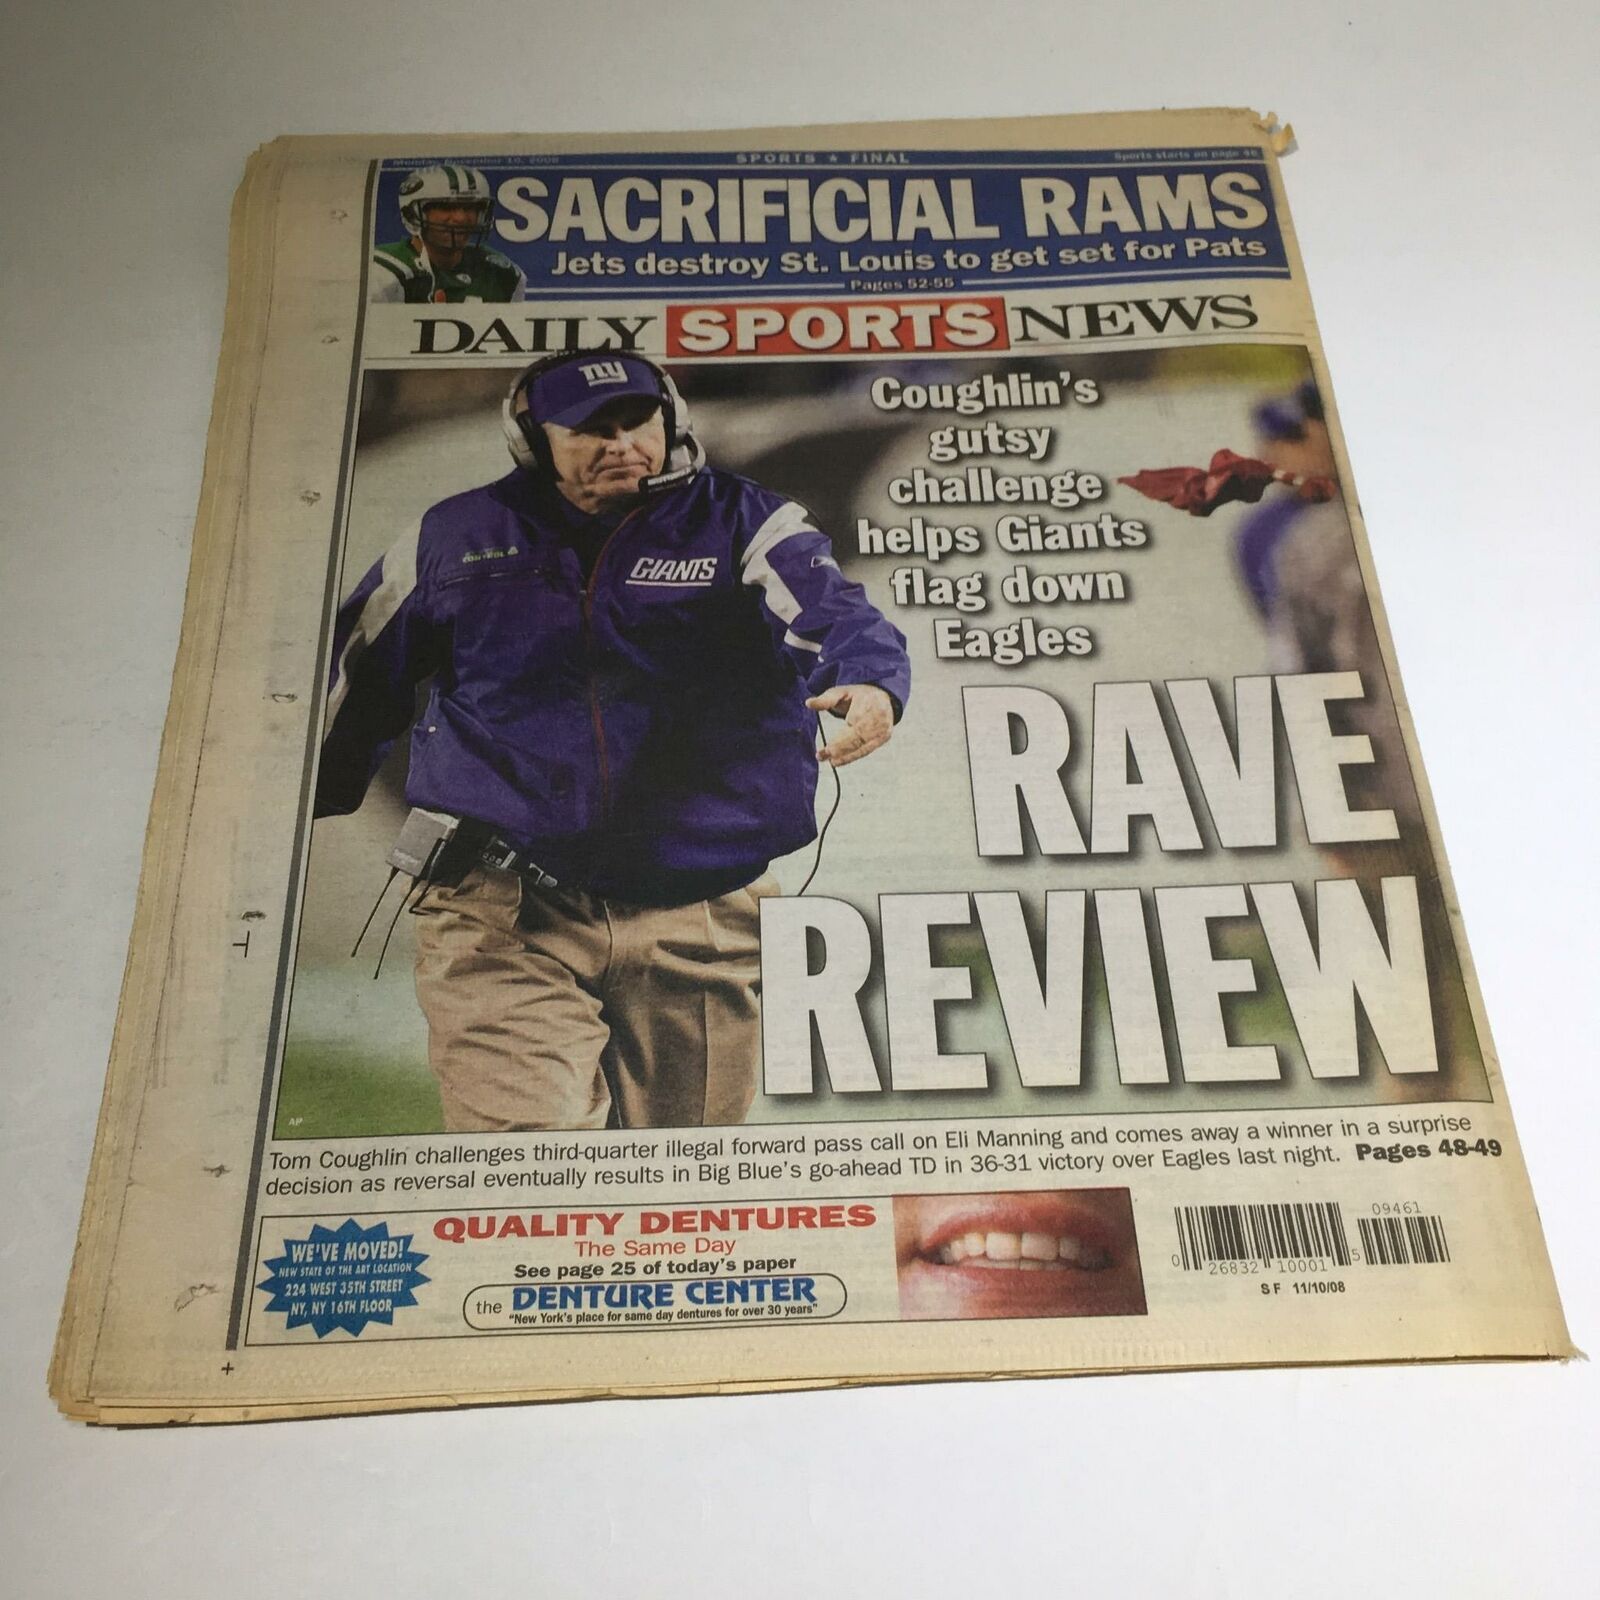 Monday, November 10, 2008 SPORTS ★ FINAL Sports starts on page 46
SACRIFICIAL RAMS
Jets destroy St. Louis to get set for Pats
Pages 52-55
DAILY SPORTS NEWS
ny
GIANTS
Coughlin's
gutsy
challenge
helps Giants
flag down
Eagles
RAVE
REVIEW
AP
Tom Coughlin challenges third-quarter illegal forward pass call on Eli Manning and comes away a winner in a surprise
decision as reversal eventually results in Big Blue's go-ahead TD in 36-31 victory over Eagles last night. Pages 48-49
WE'VE MOVED!
NEW STATE OF THE ART LOCATION
224 WEST 35TH STREET
NY, NY 16TH FLOOR
QUALITY DENTURES
The Same Day
See page 25 of today's paper
the DENTURE CENTER
"New York's place for same day dentures for over 30 years"
09461
0 26832 10001 5
SF 11/10/08